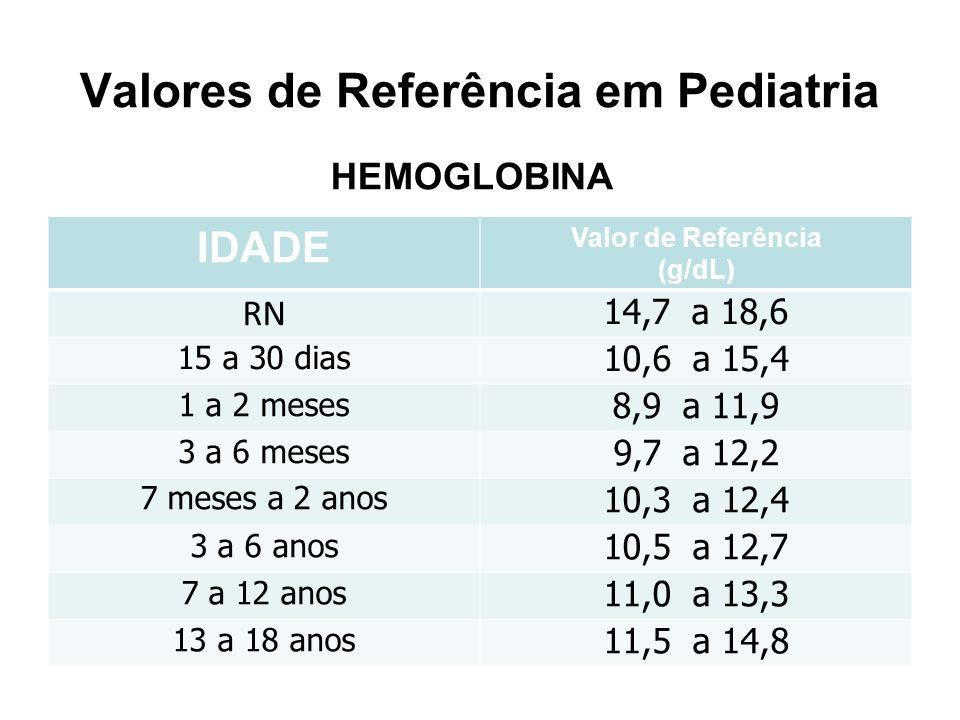 Valores de Referência em Pediatria
HEMOGLOBINA
IDADE
Valor de Referência
(g/dL)
RN 14,7 a 18,6
15 a 30 dias 10,6 a 15,4
1 a 2 meses 8,9 a 11,9
3 a 6 meses 9,7 a 12,2
7 meses a 2 anos 10,3 a 12,4
3 a 6 anos 10,5 a 12,7
7 a 12 anos 11,0 a 13,3
13 a 18 anos 11,5 a 14,8